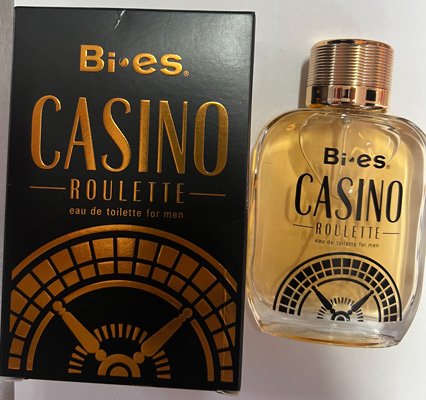 Bi·es®
CASINO
ROULETTE
eau de toilette for men
Bi·es®
CASINO
ROULETTE
eau de toilette for men